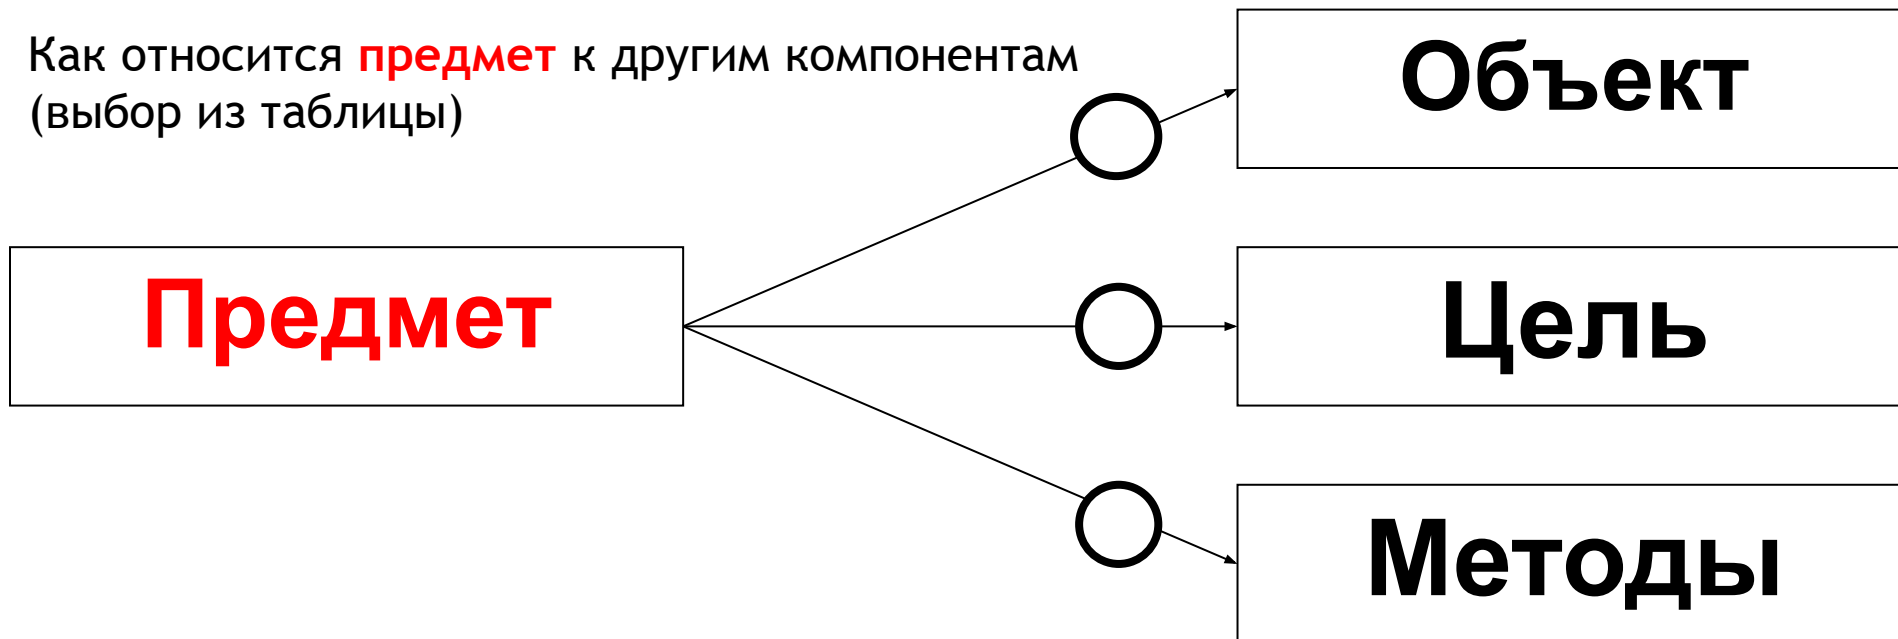 Как относится предмет к другим компонентам
(выбор из таблицы)
Объект
Предмет
Цель
Методы